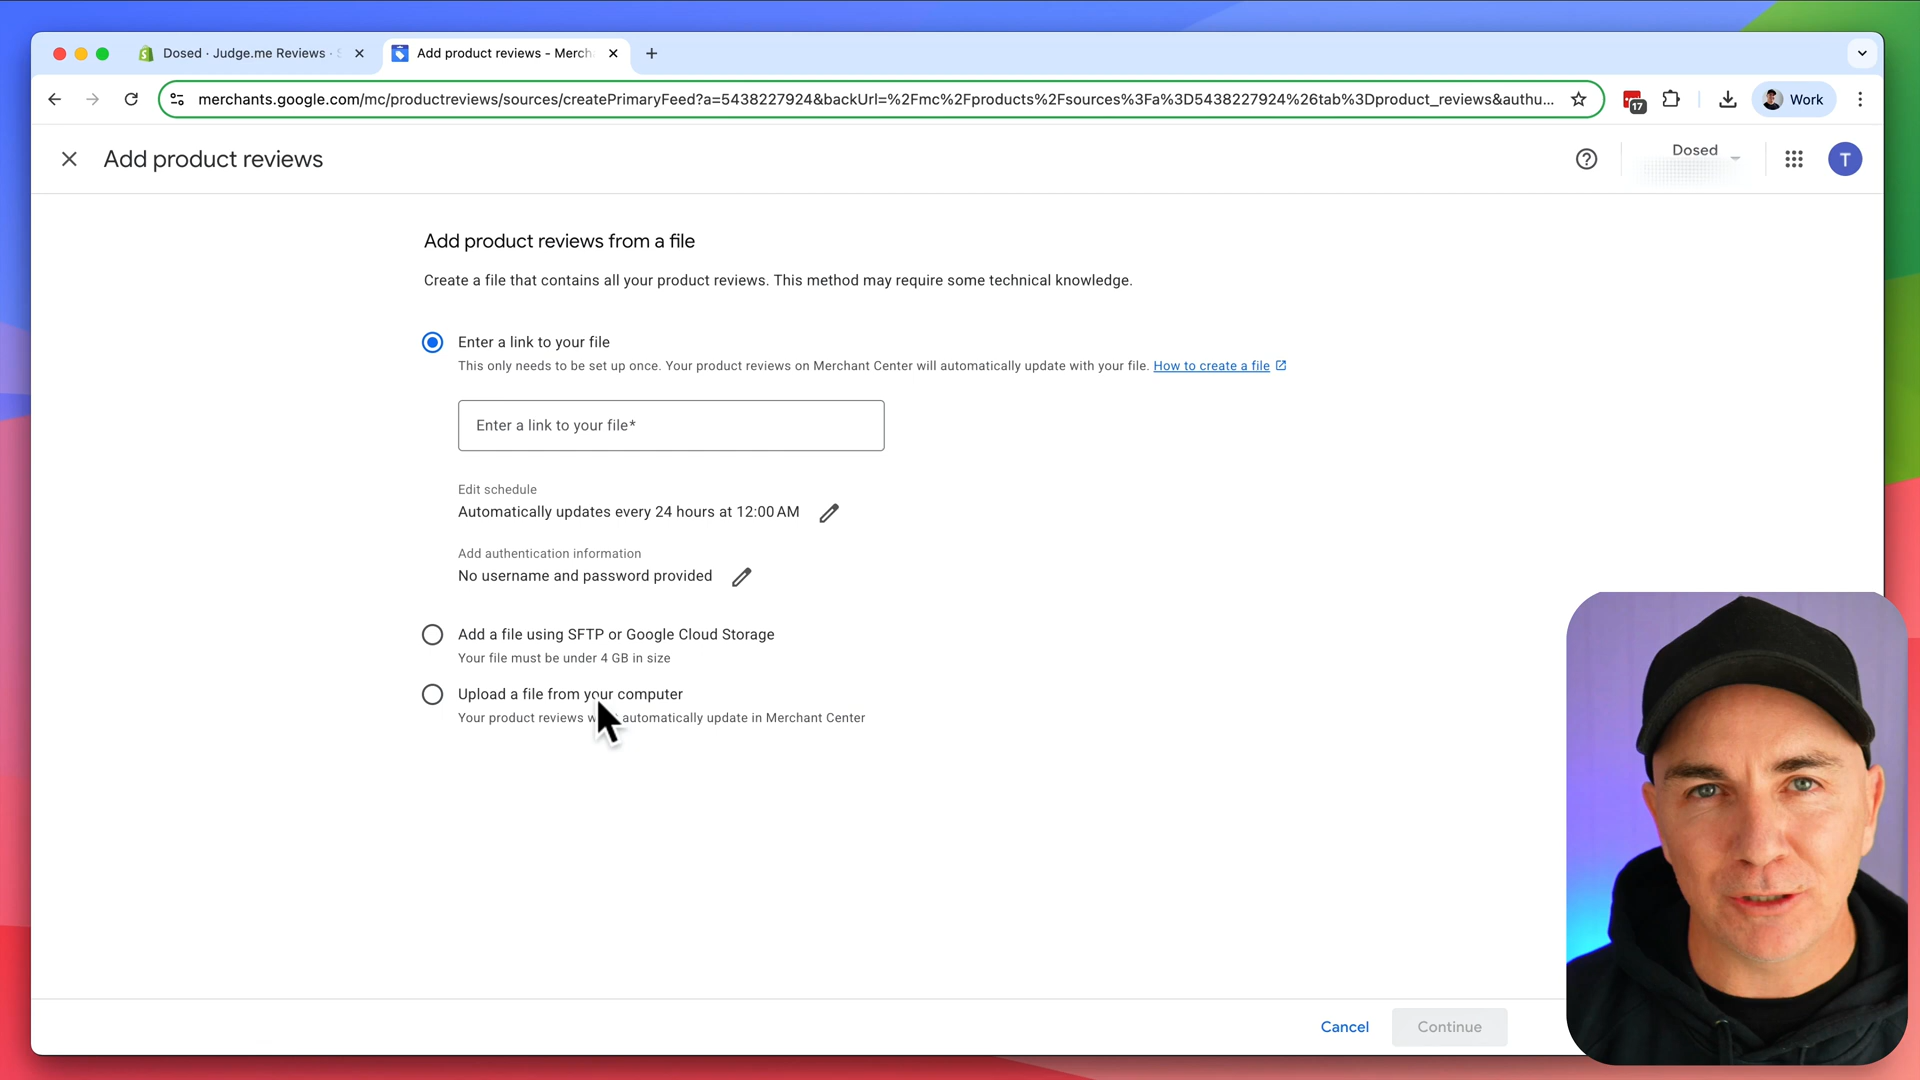 Dosed · Judge.me Reviews ·
Add product reviews - Merch
merchants.google.com/mc/productreviews/sources/createPrimaryFeed?a=5438227924&backUrl=%2Fmc%2Fproducts%2Fsources%3Fa%3D5438227924%26tab%3Dproduct_reviews&authu...
17
Work
Add product reviews
Dosed
T
Add product reviews from a file
Create a file that contains all your product reviews. This method may require some technical knowledge.
Enter a link to your file
This only needs to be set up once. Your product reviews on Merchant Center will automatically update with your file. How to create a file
Enter a link to your file*
Edit schedule
Automatically updates every 24 hours at 12:00 AM
Add authentication information
No username and password provided
Add a file using SFTP or Google Cloud Storage
Your file must be under 4 GB in size
Upload a file from your computer
Your product reviews automatically update in Merchant Center
Cancel
Continue